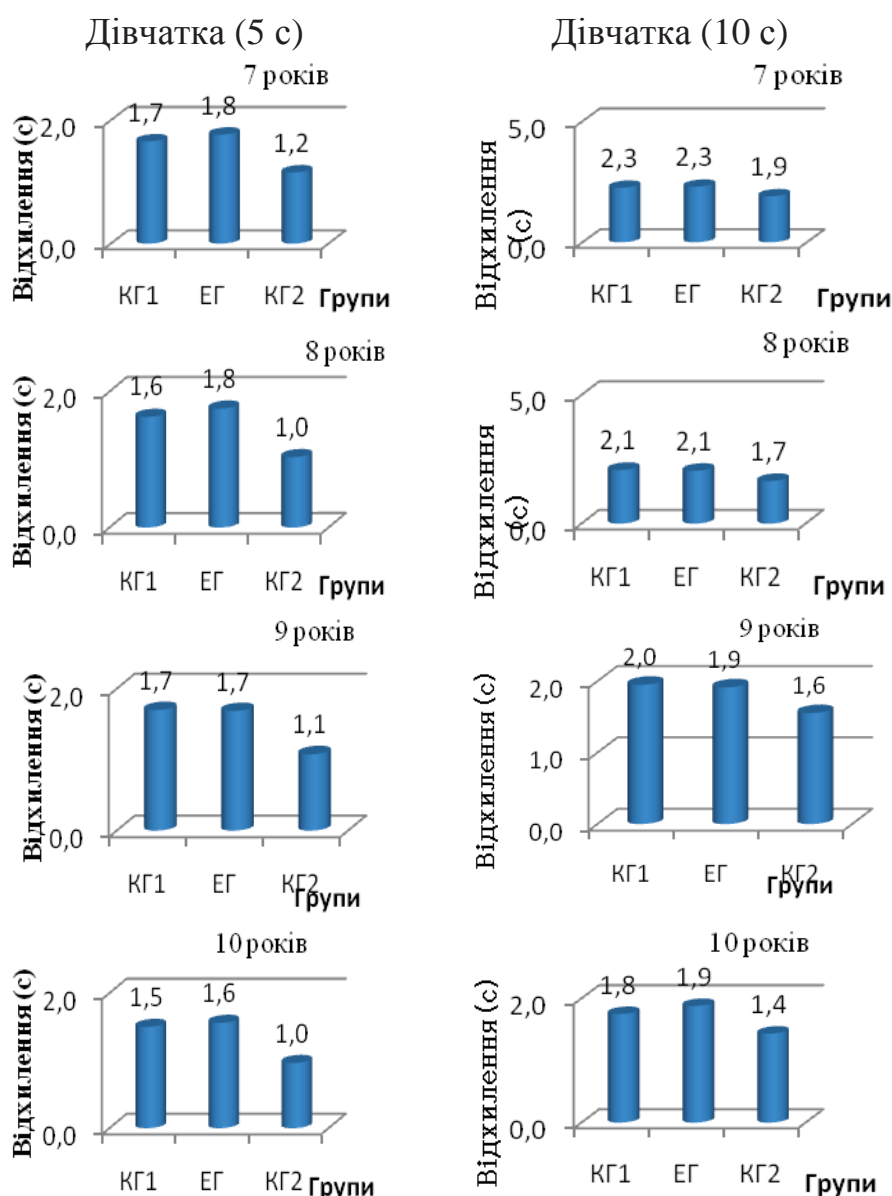 Дівчатка (5 с)
7 років
Відхилення (с)
2,0
0,0
1,7
1,8
1,2
КГ1 ЕГ КГ2 Групи
8 років
Відхилення (с)
2,0
0,0
1,6
1,8
1,0
КГ1 ЕГ КГ2 Групи
9 років
Відхилення (с)
2,0
0,0
1,7
1,7
1,1
КГ1 ЕГ КГ2
Групи
10 років
Відхилення (с)
2,0
0,0
1,5
1,6
1,0
КГ1 ЕГ КГ2 Групи
Дівчатка (10 с)
7 років
Відхилення
(с)
5,0
0,0
2,3
2,3
1,9
КГ1 ЕГ КГ2 Групи
8 років
Відхилення
(с)
5,0
0,0
2,1
2,1
1,7
КГ1 ЕГ КГ2 Групи
9 років
Відхилення (с)
2,0
1,0
0,0
2,0
1,9
1,6
КГ1 ЕГ КГ2
Групи
10 років
Відхилення (с)
2,0
0,0
1,8
1,9
1,4
КГ1 ЕГ КГ2 Групи